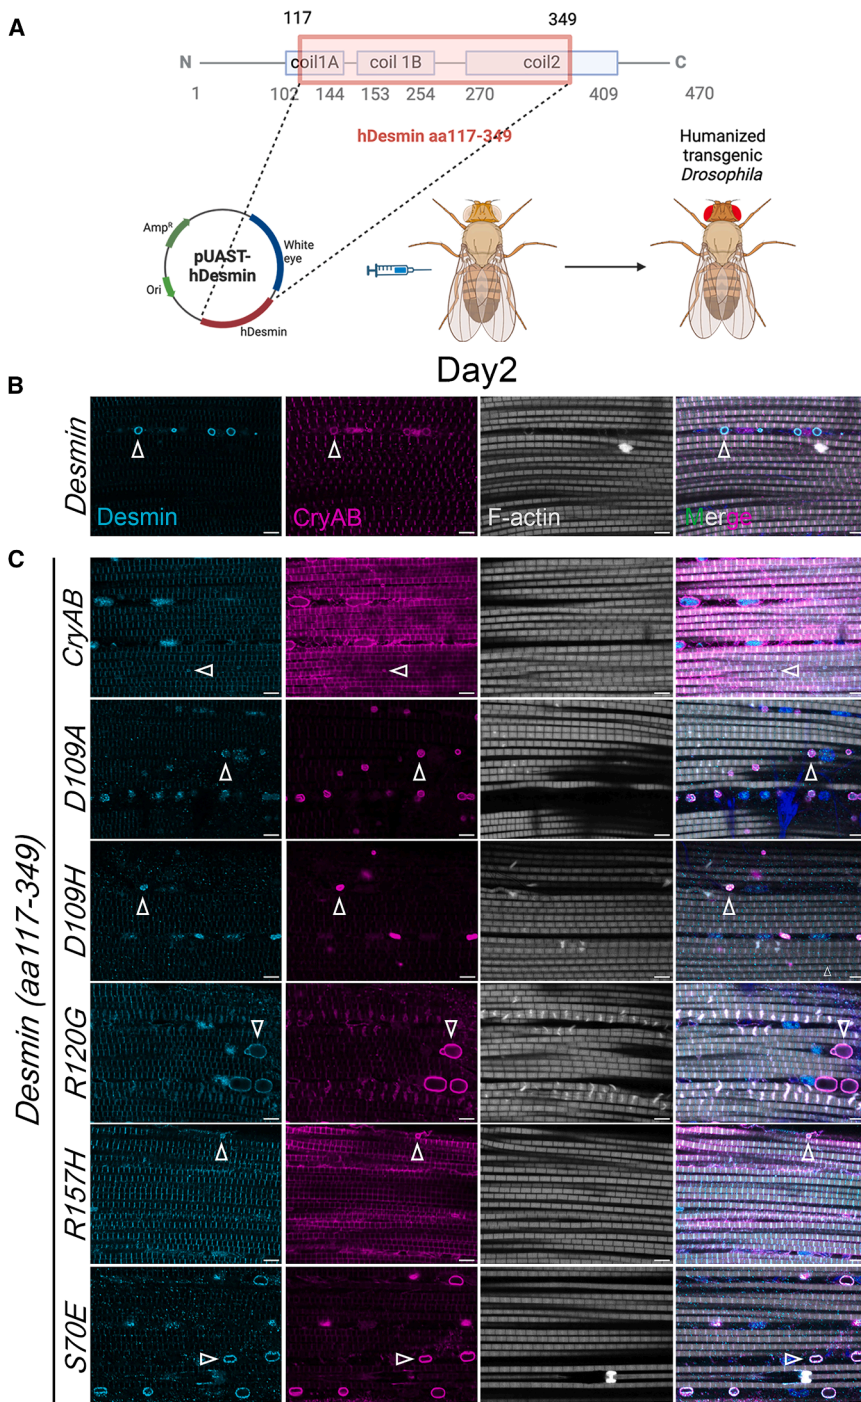 A
117
349
N
coil1A
coil 1B
coil2
C
1
102
144
153
254
270
409
470
hDesmin aa117-349
Humanized
transgenic
Drosophila
AmpR
White
eye
pUAST-
hDesmin
Ori
hDesmin
Day2
B
Desmin
Desmin
CryAB
F-actin
Merge
C
Desmin (aa117-349)
CryAB
D109A
D109H
R120G
R157H
S70E